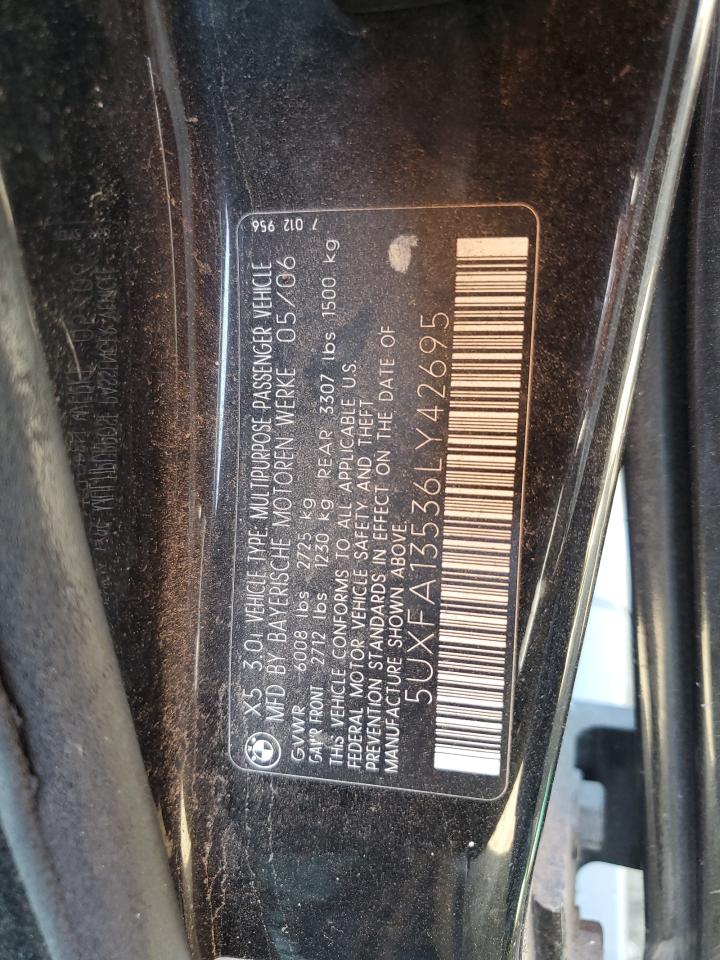 X5 3.0i VEHICLE TYPE MULTIPURPOSE PASSENGER VEHICLE 7 012 956
MFD BY BAYERISCHE MOTOREN WERKE 05/06
GVWR 6008 lbs 2725 kg
GAWR FRONT 2712 lbs 1230 kg REAR 3307 lbs 1500 kg
THIS VEHICLE CONFORMS TO ALL APPLICABLE U.S.
FEDERAL MOTOR VEHICLE SAFETY AND THEFT
PREVENTION STANDARDS IN EFFECT ON THE DATE OF
MANUFACTURE SHOWN ABOVE.
5UXFA13536LY42695